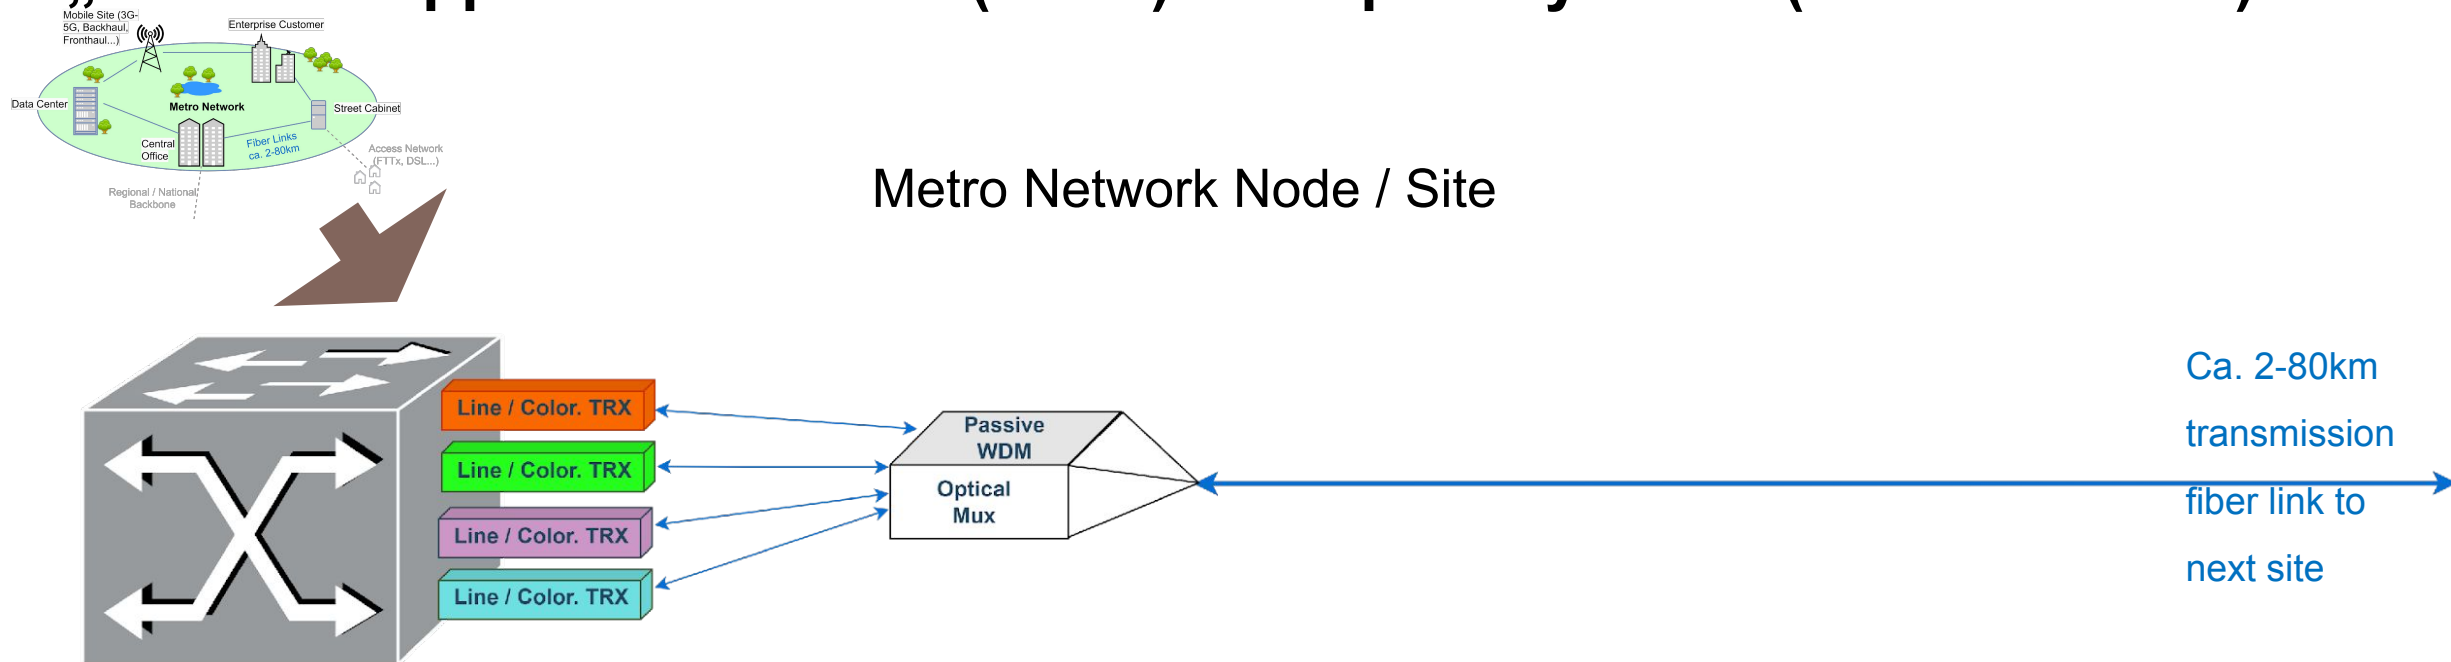 Mobile Site (3G-
5G, Backhaul,
Fronthaul...)
Enterprise Customer
Data Center
Metro Network
Street Cabinet
Central
Office
Fiber Links
ca. 2-80km
Access Network
(FTTx, DSL...)
Regional / National
Backbone
Metro Network Node / Site
Line / Color. TRX
Line / Color. TRX
Line / Color. TRX
Line / Color. TRX
Passive
WDM
Optical
Mux
Ca. 2-80km
transmission
fiber link to
next site